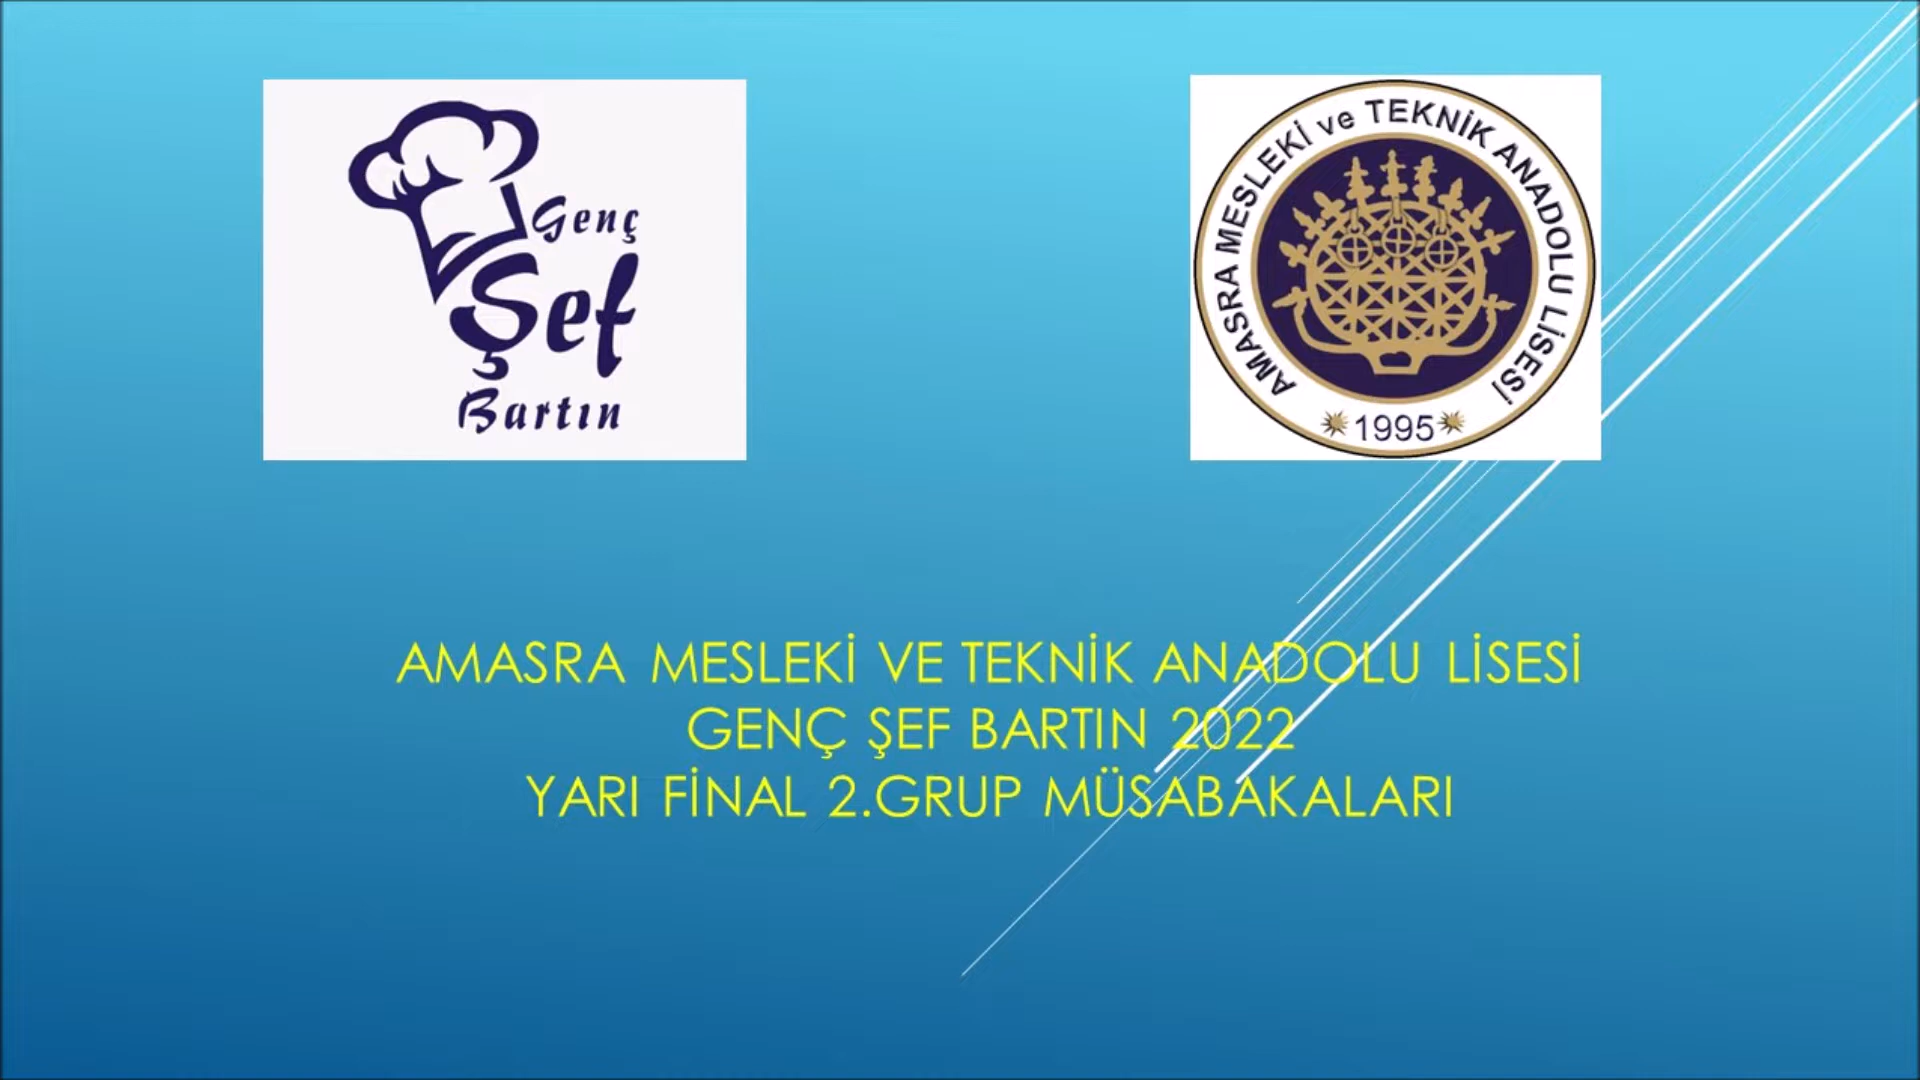 Genç
Şef
Bartın
AMASRA MESLEKİ ve TEKNİK ANADOLU LİSESİ
1995
AMASRA MESLEKİ VE TEKNİK ANADOLU LİSESİ
GENÇ ŞEF BARTIN 2022
YARI FİNAL 2.GRUP MÜSABAKALARI